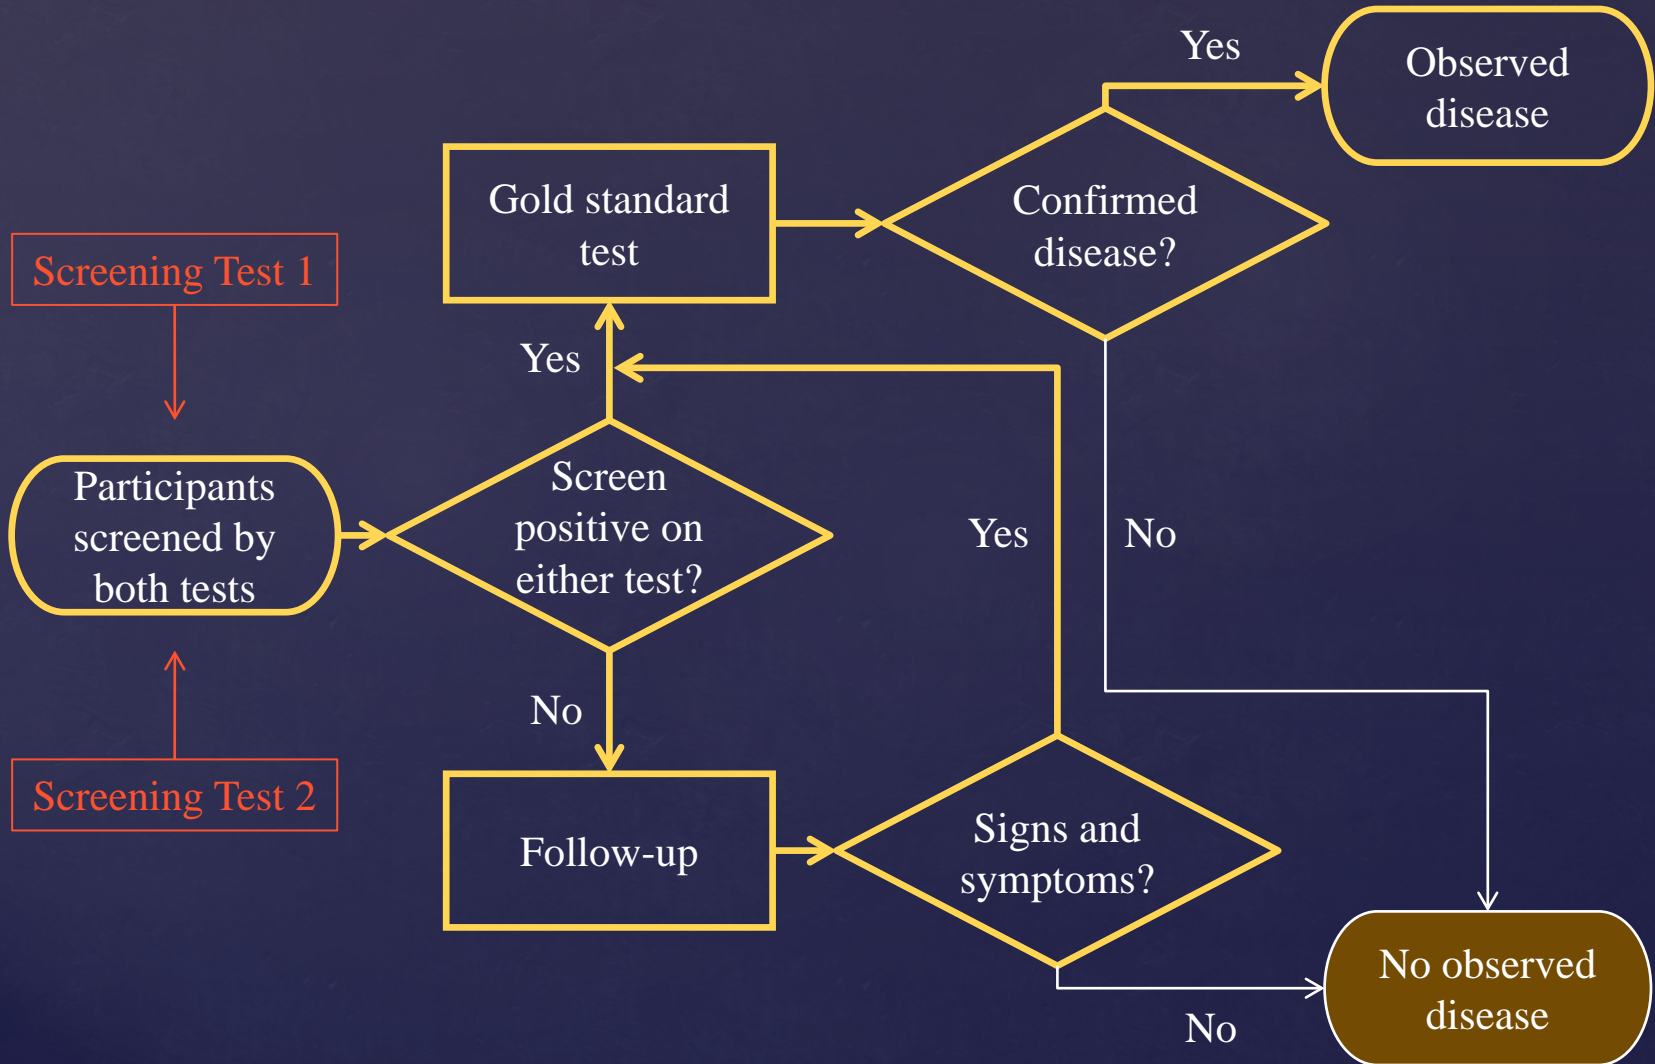 Screening Test 1
Participants
screened by
both tests
Screening Test 2
Screen
positive on
either test?
Yes
Gold standard
test
Confirmed
disease?
Yes
Observed
disease
No
No
Follow-up
Signs and
symptoms?
Yes
No
No observed
disease